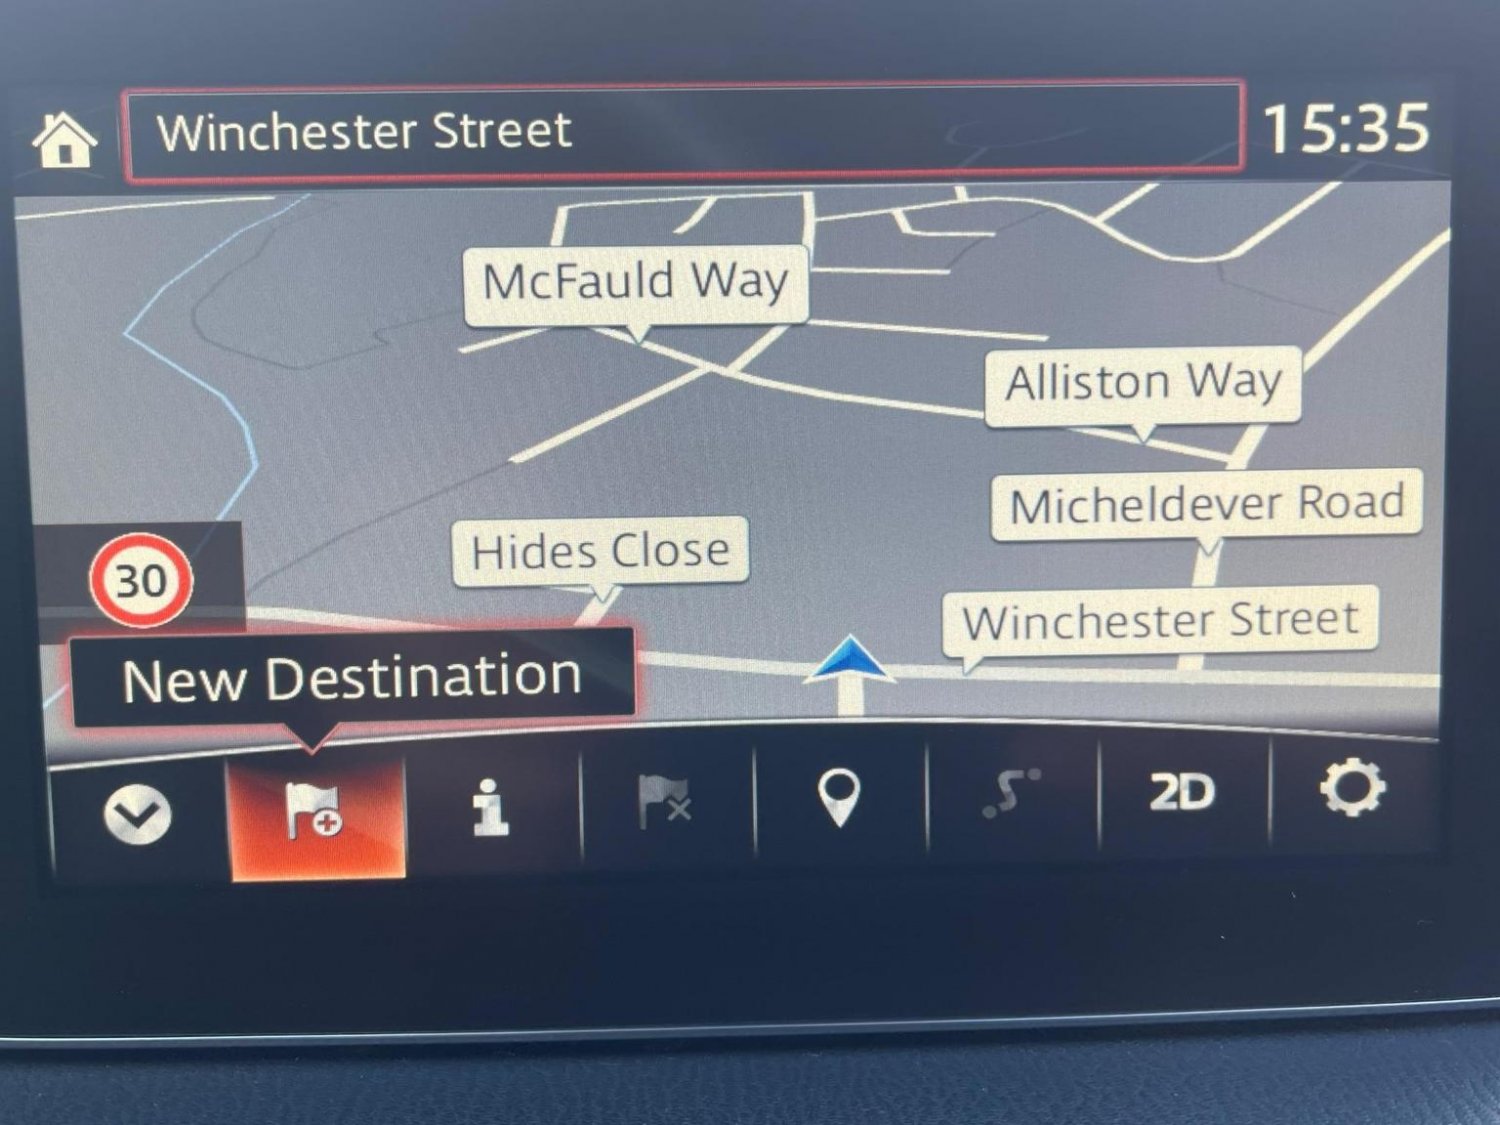 Winchester Street
15:35
McFauld Way
Alliston Way
Micheldever Road
Hides Close
30
Winchester Street
New Destination
2D